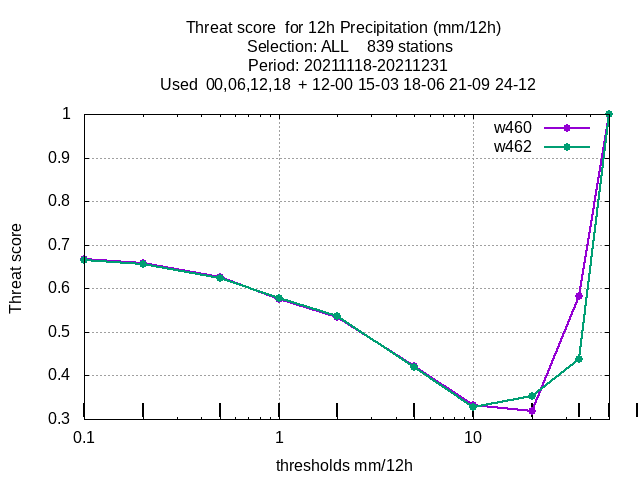 Threat score  for 12h Precipitation (mm/12h)
Selection: ALL    839 stations
Period: 20211118-20211231
Used  00,06,12,18  + 12-00 15-03 18-06 21-09 24-12
w460
w462
1
0.9
0.8
0.7
0.6
0.5
0.4
0.3
Threat score
0.1 1 10
thresholds mm/12h